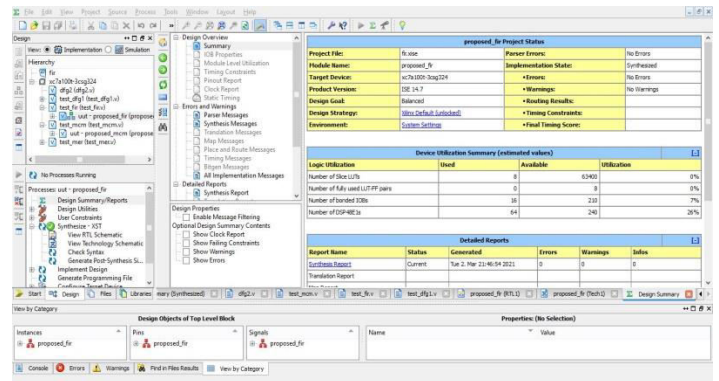 File Edit View Project Source Process Tools Window Layout Help
Design
View: Implementation Simulation
Hierarchy
fir
xc7a100t-3csg324
dfg2 (dfg2.v)
test_dfg1 (test_dfg1.v)
test_fir (test_fir.v)
uut - proposed_fir (propose
test_mcm (test_mcm.v)
uut - proposed_mcm (propose
test_mer (test_mes.v)
No Processes Running
Processes: uut - proposed_fir
Design Summary/Reports
Design Utilities
User Constraints
Synthesize - XST
View RTL Schematic
View Technology Schematic
Check Syntax
Generate Post-Synthesis Si...
Implement Design
Generate Programming File
Configure Target Device
Design Overview
Summary
IOB Properties
Module Level Utilization
Timing Constraints
Pinout Report
Clock Report
Static Timing
Errors and Warnings
Parser Messages
Synthesis Messages
Translation Messages
Map Messages
Place and Route Messages
Timing Messages
Bitgen Messages
All Implementation Messages
Detailed Reports
Synthesis Report
Design Properties
Enable Message Filtering
Optional Design Summary Contents
Show Clock Report
Show Failing Constraints
Show Warnings
Show Errors
proposed_fir Project Status
Project File: fir.xise Parser Errors: No Errors
Module Name: proposed_fir Implementation State: Synthesized
Target Device: xc7a100t-3csg324 •Errors: No Errors
Product Version: ISE 14.7 •Warnings: No Warnings
Design Goal: Balanced •Routing Results:
Design Strategy: Xilinx Default (unlocked) •Timing Constraints:
Environment: System Settings •Final Timing Score:
Device Utilization Summary (estimated values) [-]
Logic Utilization Used Available Utilization
Number of Slice LUTs 8 63400 0%
Number of fully used LUT-FF pairs 0 8 0%
Number of bonded IOBs 16 210 7%
Number of DSP48E1s 64 240 26%
Detailed Reports [-]
Report Name Status Generated Errors Warnings Infos
Synthesis Report Current Tue 2. Mar 21:46:54 2021 0 0 0
Translation Report
Start Design Files Libraries mary (Synthesized) dfg2.v test_mcm.v test_fir.v test_dfg1.v proposed_fir (RTL1) proposed_fir (Tech1) Design Summary
View by Category
Design Objects of Top Level Block Properties: (No Selection)
Instances Pins Signals Name Value
proposed_fir proposed_fir proposed_fir
Console Errors Warnings Find in Files Results View by Category